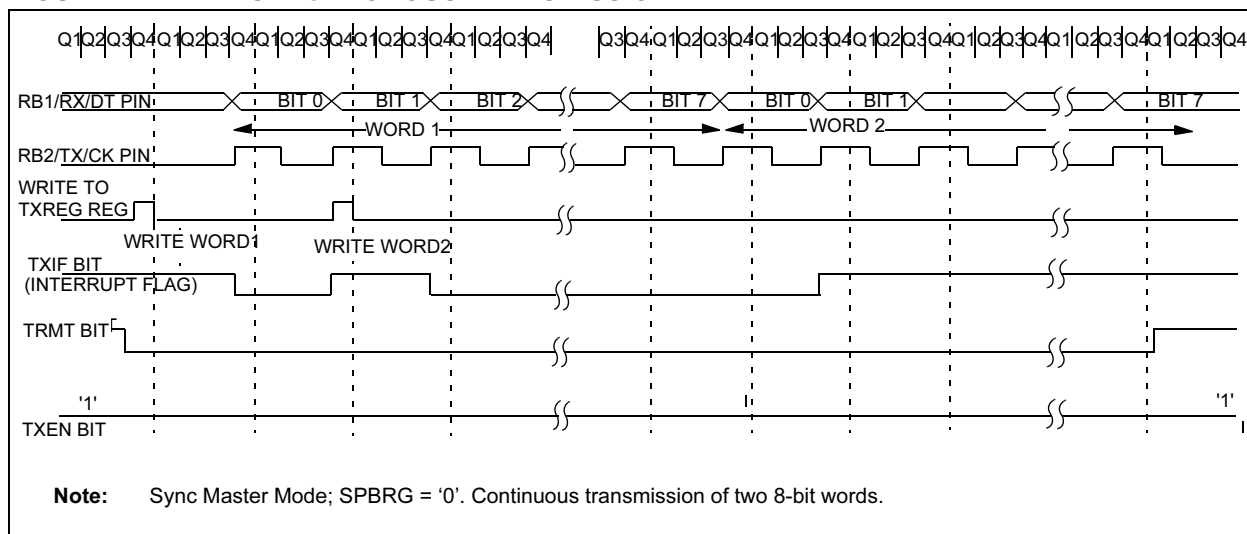 Q1Q2Q3Q4Q1Q2Q3Q4Q1Q2Q3Q4Q1Q2Q3Q4Q1Q2Q3Q4 Q3Q4Q1Q2Q3Q4Q1Q2Q3Q4Q1Q2Q3Q4Q1Q2Q3Q4Q1Q2Q3Q4Q1Q2Q3Q4
RB1/RX/DT PIN BIT 0 BIT 1 BIT 2 BIT 7 BIT 0 BIT 1 BIT 7
WORD 1 WORD 2
RB2/TX/CK PIN
WRITE TO
TXREG REG
WRITE WORD1 WRITE WORD2
TXIF BIT
(INTERRUPT FLAG)
TRMT BIT
'1' '1'
TXEN BIT
Note: Sync Master Mode; SPBRG = ‘0’. Continuous transmission of two 8-bit words.